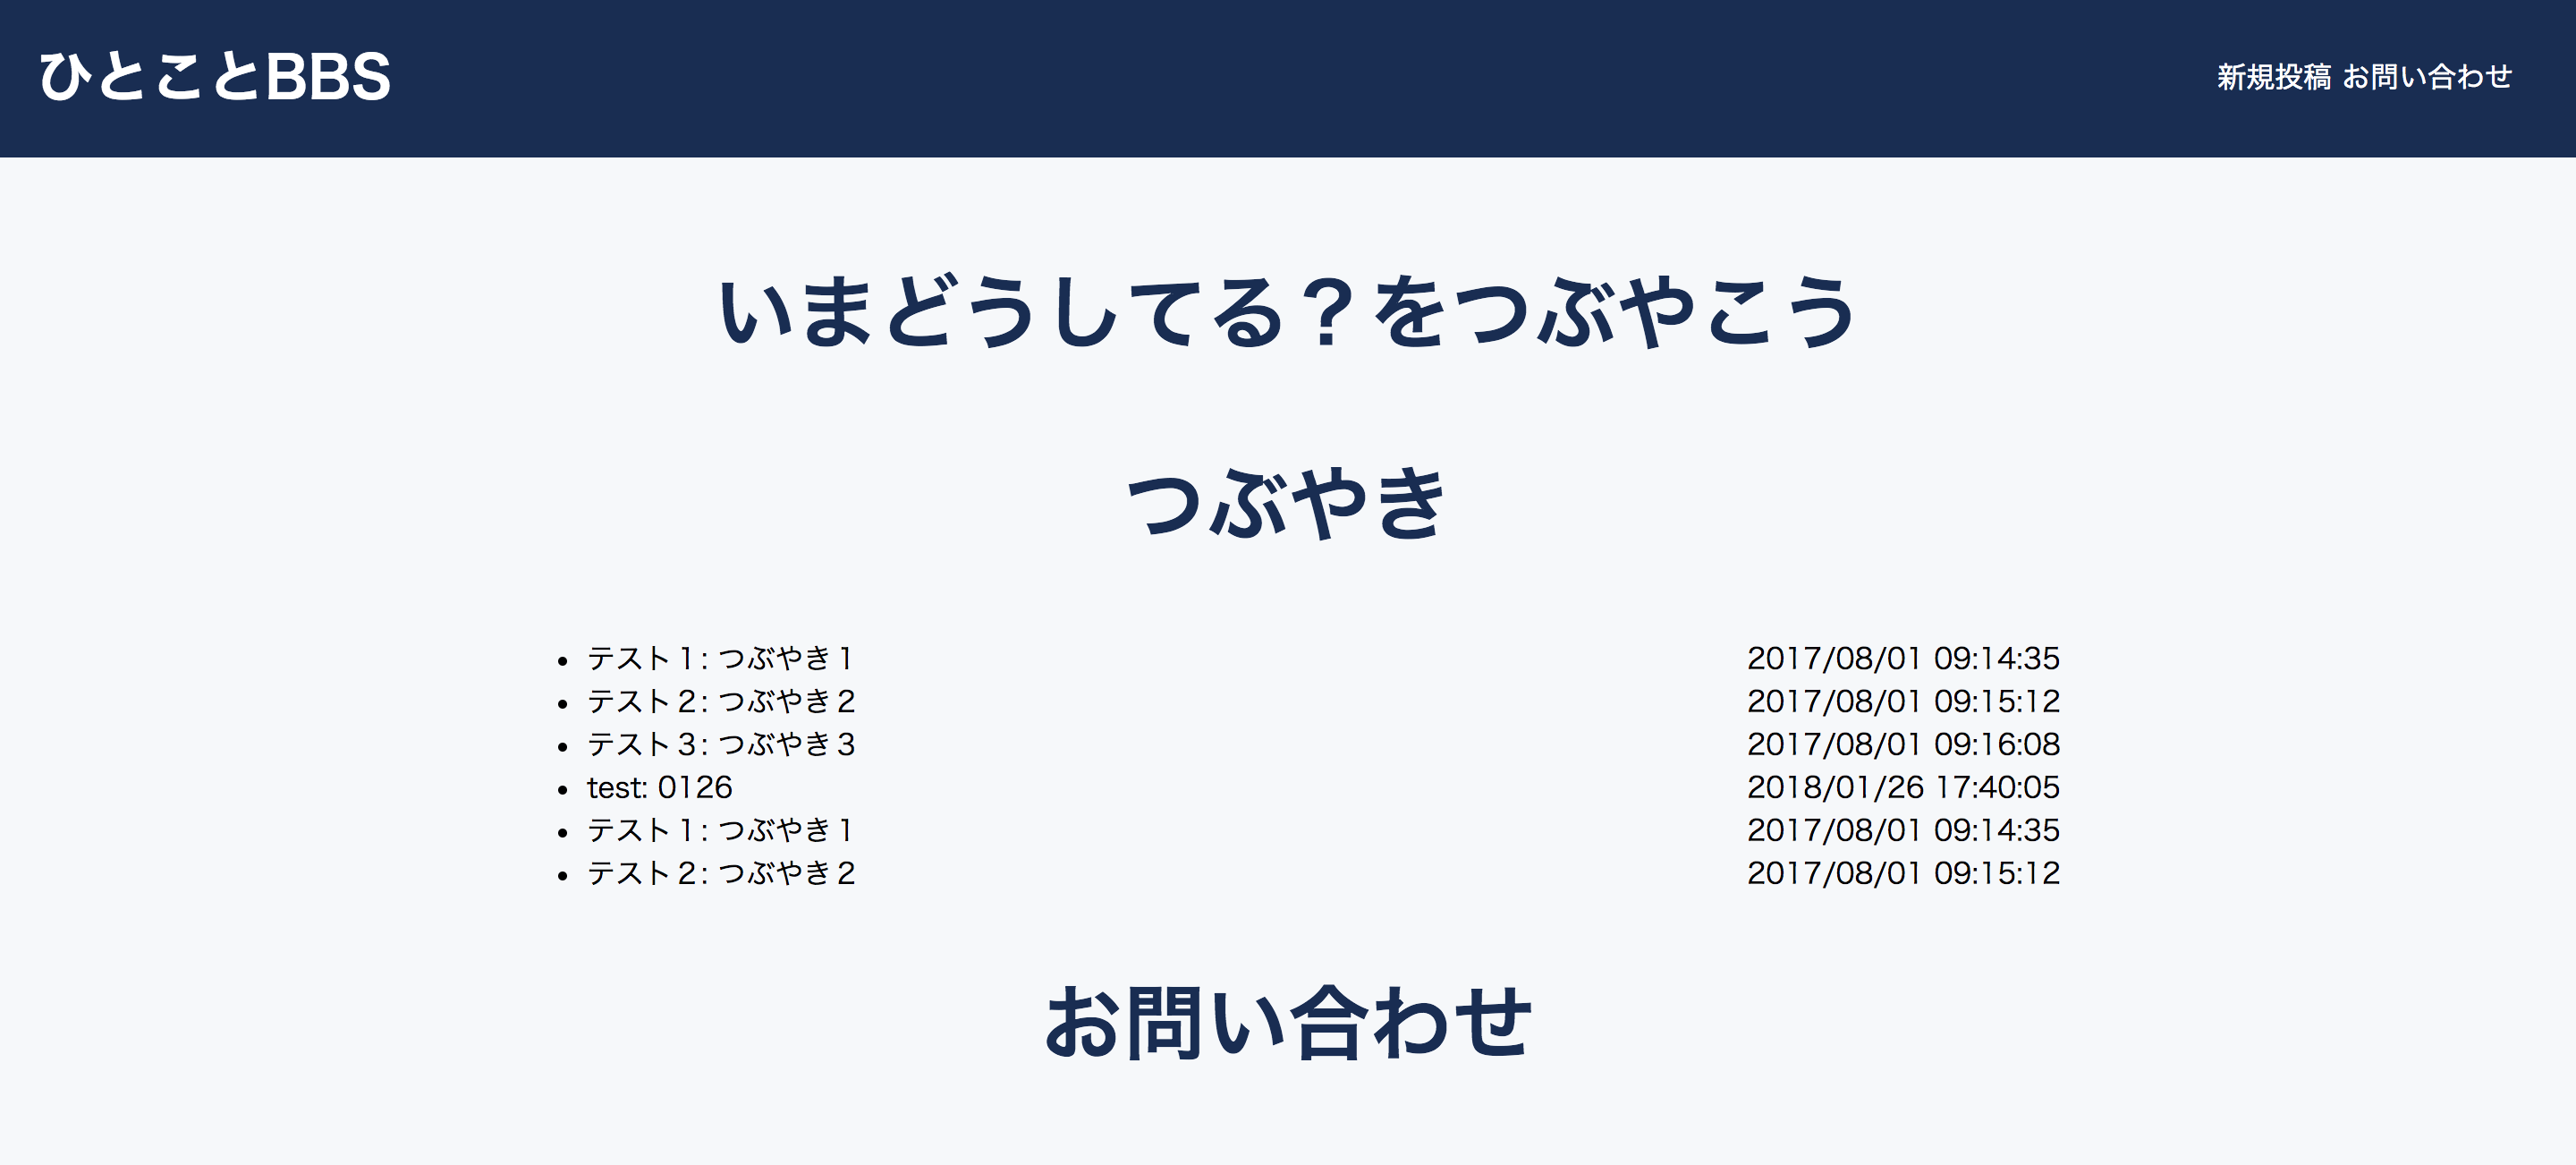 ひとことBBS 新規投稿 お問い合わせ
いまどうしてる？をつぶやこう
つぶやき
• テスト１: つぶやき１ 2017/08/01 09:14:35
• テスト２: つぶやき２ 2017/08/01 09:15:12
• テスト３: つぶやき３ 2017/08/01 09:16:08
• test: 0126 2018/01/26 17:40:05
• テスト１: つぶやき１ 2017/08/01 09:14:35
• テスト２: つぶやき２ 2017/08/01 09:15:12
お問い合わせ